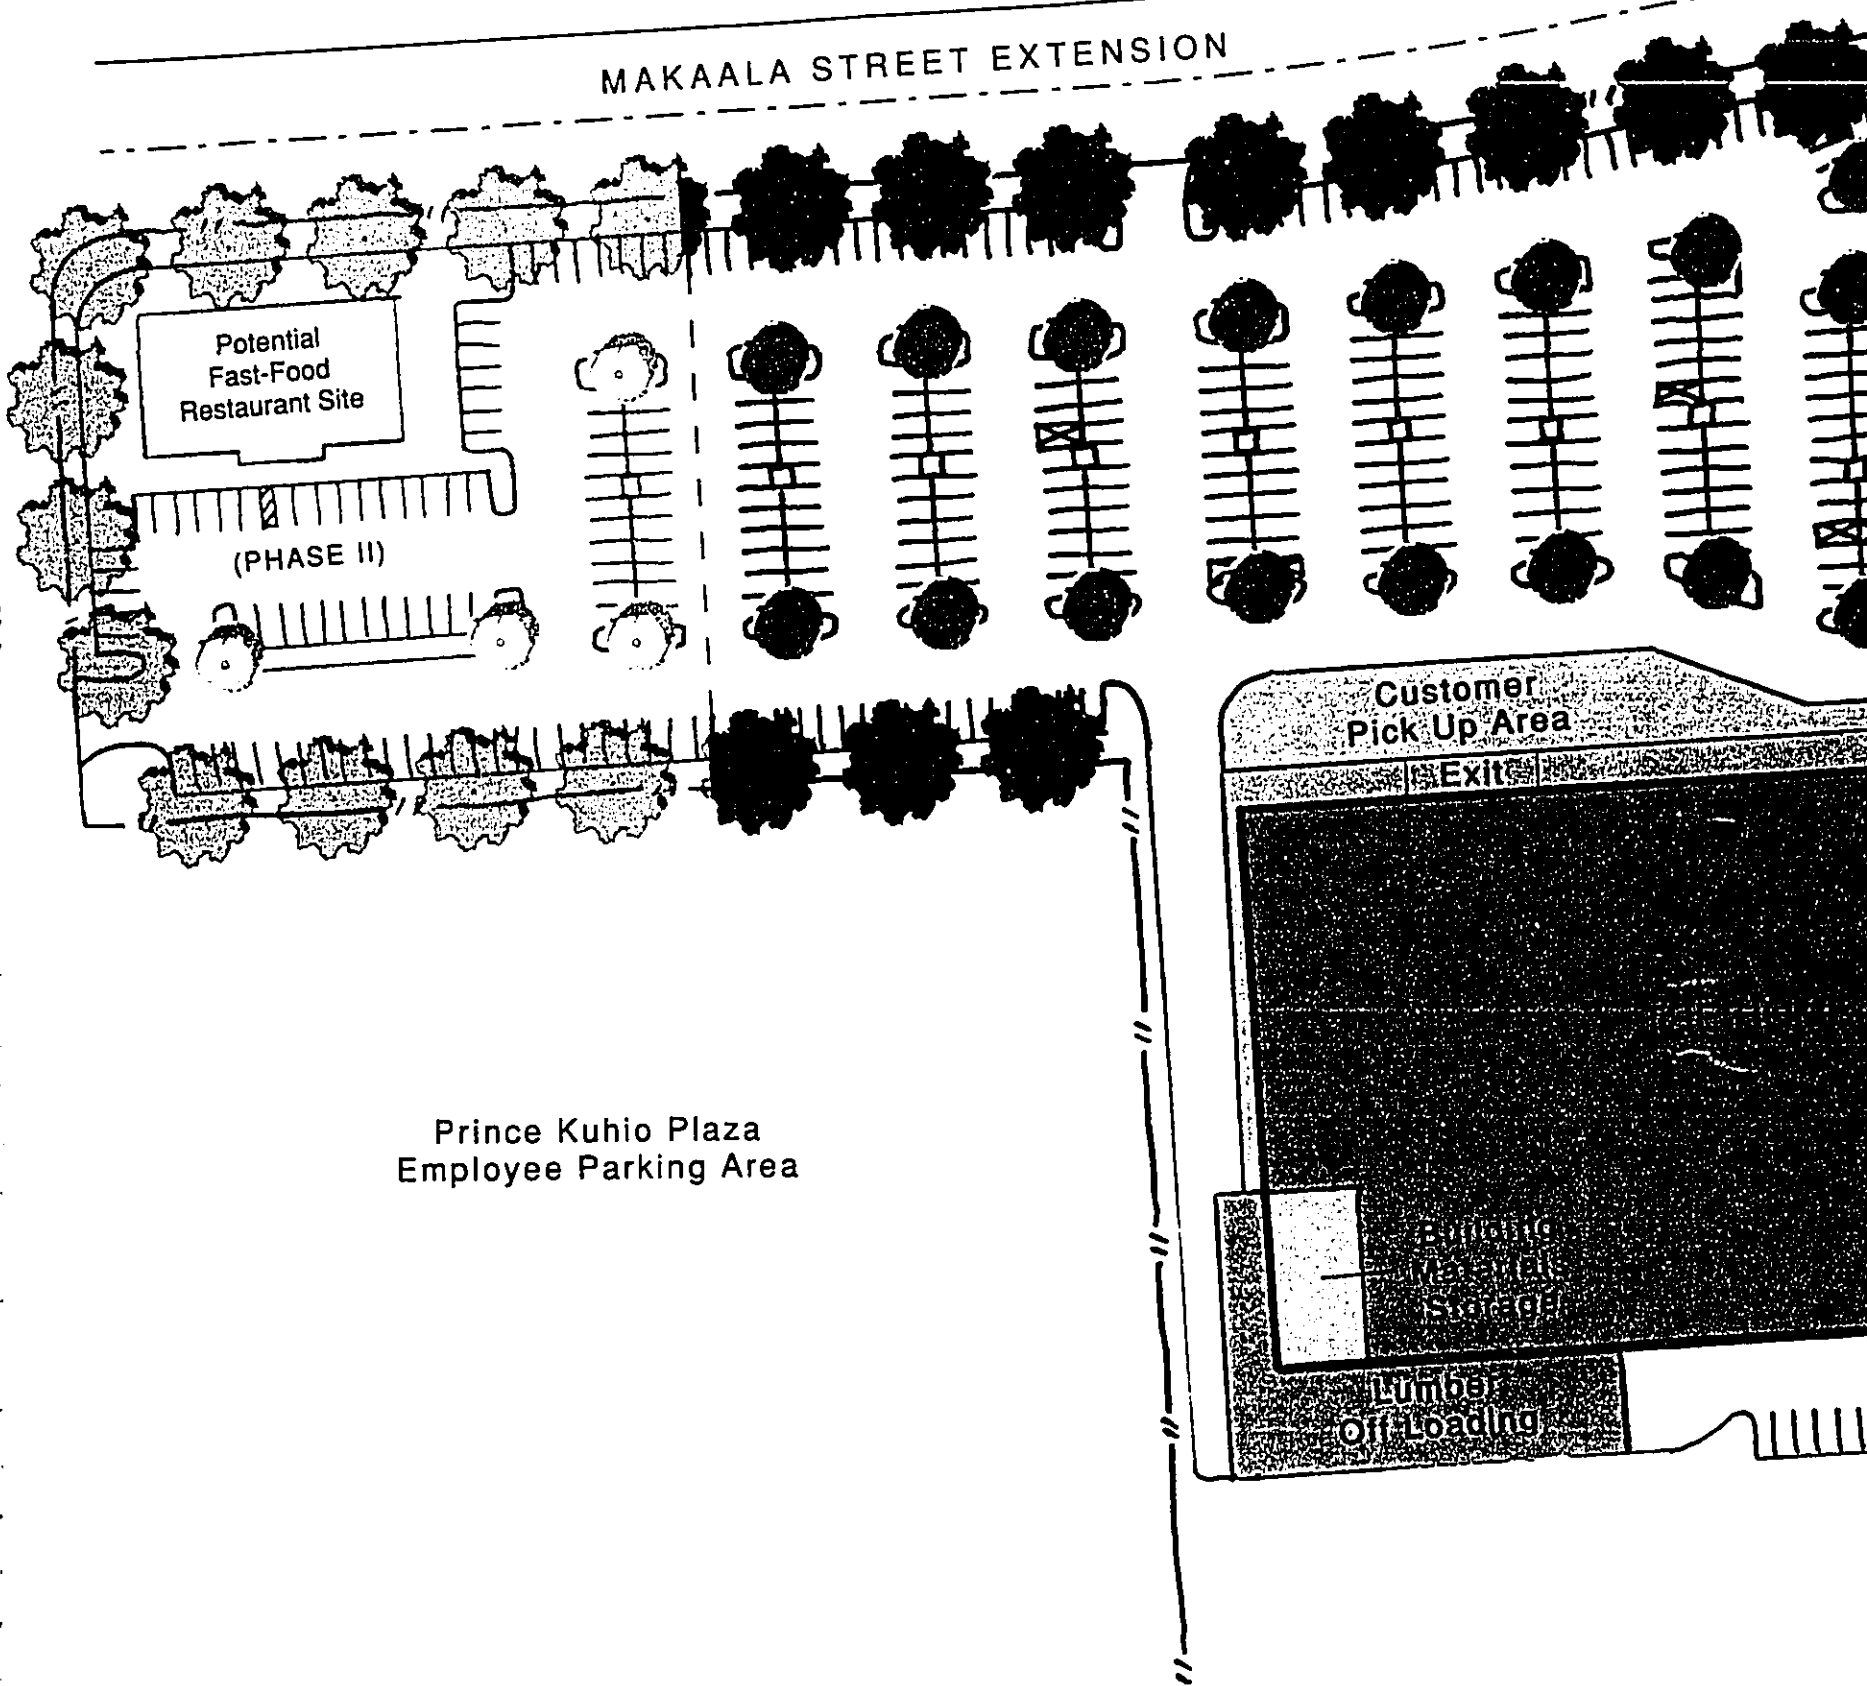 MAKAALA STREET EXTENSION
Potential
Fast-Food
Restaurant Site
(PHASE II)
Customer
Pick Up Area
Exit
Prince Kuhio Plaza
Employee Parking Area
Building
Materials
Storage
Lumber
Off-Loading